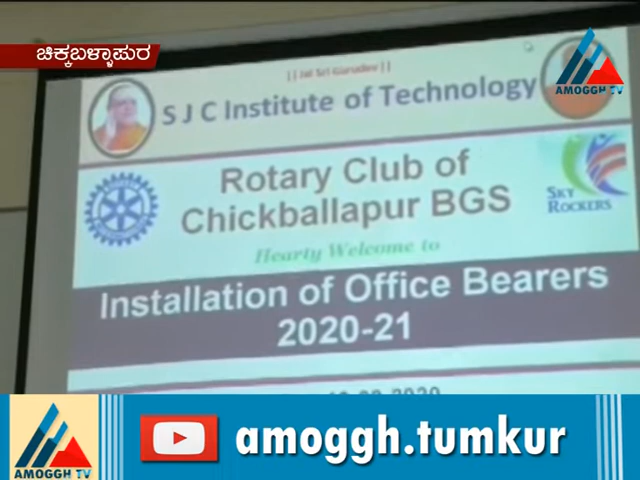 ಚಿಕ್ಕಬಳ್ಳಾಪುರ
AMOGGH TV
|| Jai Sri Gurudev ||
S J C Institute of Technology
Rotary Club of
Chickballapur BGS
SKY
ROCKERS
Hearty Welcome to
Installation of Office Bearers
2020-21
AMOGGH TV
amoggh.tumkur